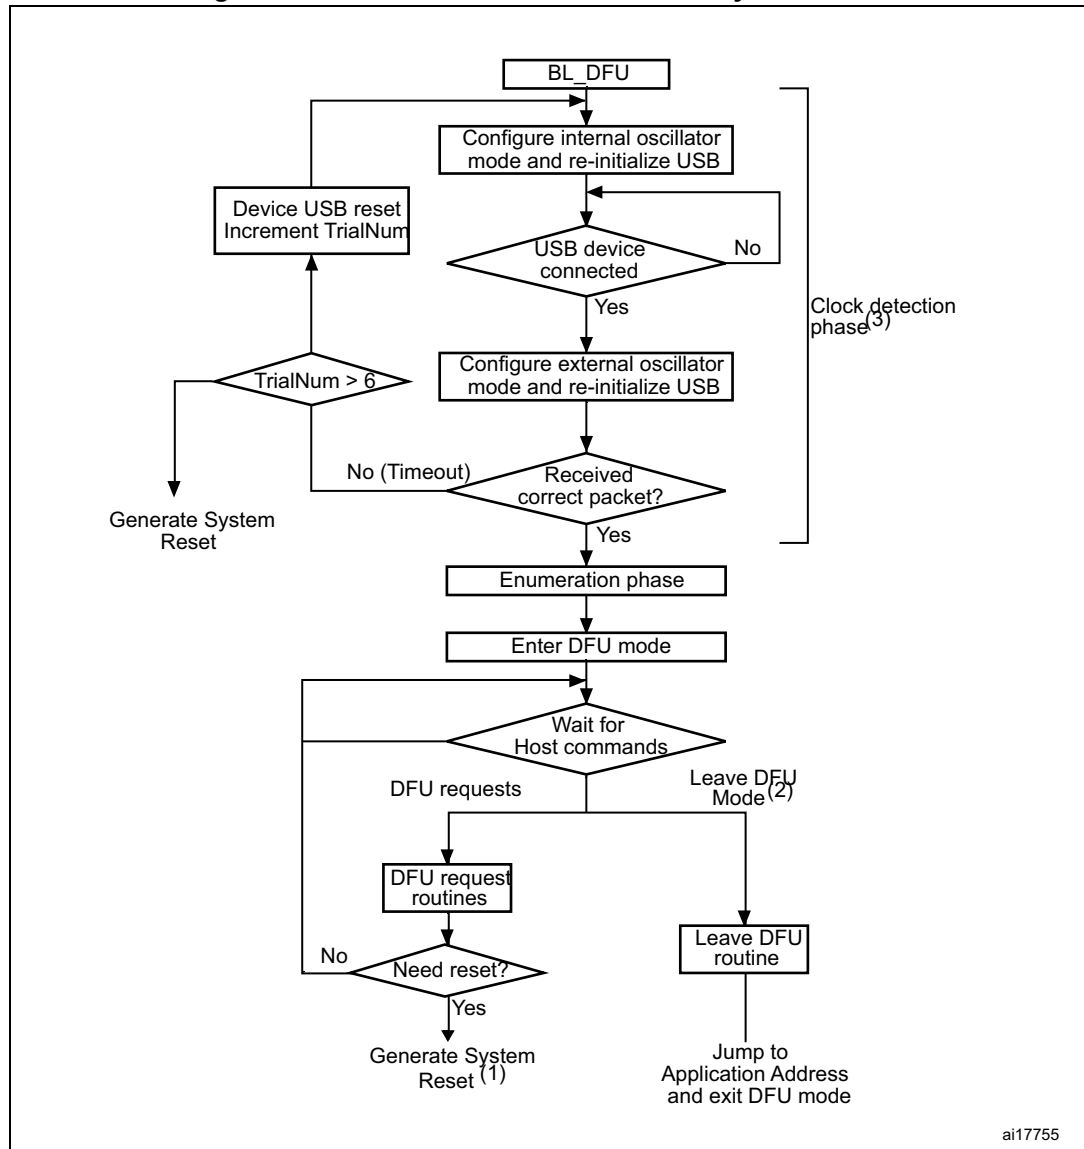 BL_DFU
Configure internal oscillator
mode and re-initialize USB
Device USB reset
Increment TrialNum
USB device
connected
No
Yes
Clock detection
phase(3)
Configure external oscillator
mode and re-initialize USB
TrialNum > 6
No (Timeout)
Received
correct packet?
Generate System
Reset
Yes
Enumeration phase
Enter DFU mode
Wait for
Host commands
DFU requests
Leave DFU
Mode(2)
DFU request
routines
Leave DFU
routine
No
Need reset?
Yes
Generate System
Reset (1)
Jump to
Application Address
and exit DFU mode
ai17755